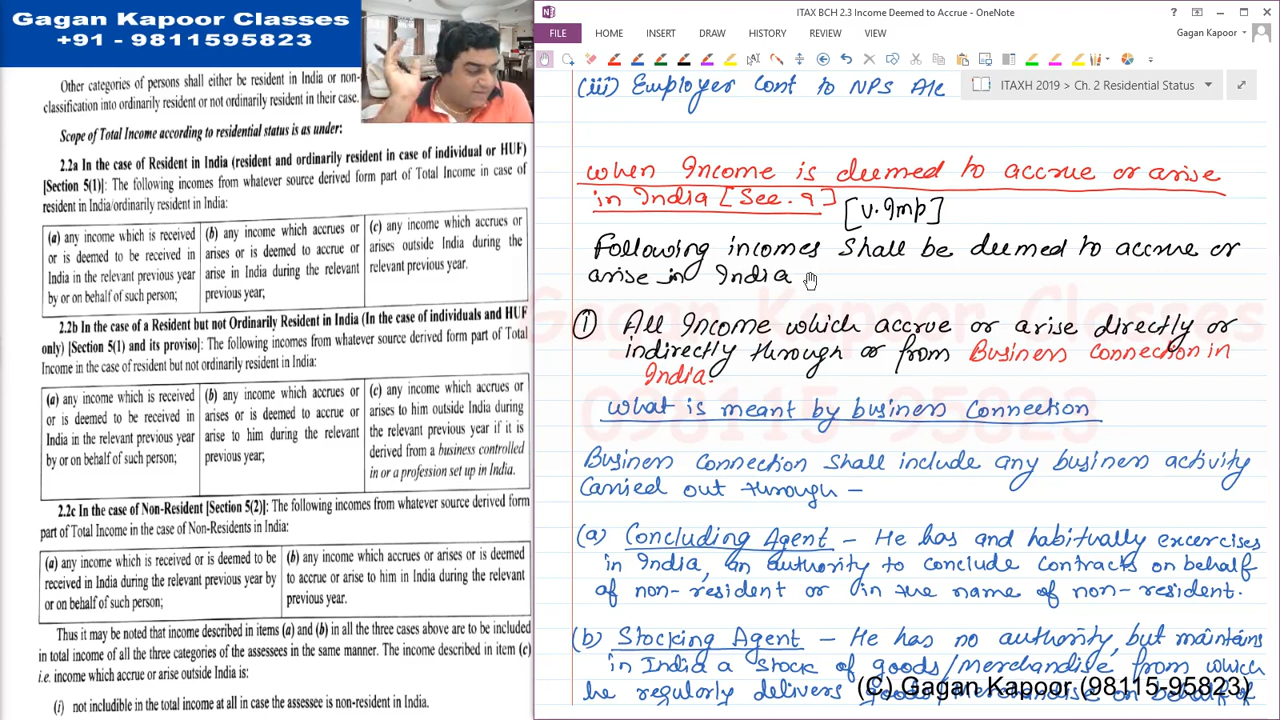 Gagan Kapoor Classes
+91 - 9811595823
Other categories of persons shall either be resident in India or non-
classification into ordinarily resident or not ordinarily resident in their case.
Scope of Total Income according to residential status is as under:
2.2a In the case of Resident in India (resident and ordinarily resident in case of individual or HUF)
[Section 5(1)]: The following incomes from whatever source derived form part of Total Income in case of
resident in India/ordinarily resident in India:
(a) any income which is received
or is deemed to be received in
India in the relevant previous year
by or on behalf of such person;
(b) any income which accrues or
arises or is deemed to accrue or
arise in India during the relevant
previous year;
(c) any income which accrues or
arises outside India during the
relevant previous year.
2.2b In the case of a Resident but not Ordinarily Resident in India (In the case of individuals and HUF
only) [Section 5(1) and its proviso]: The following incomes from whatever source derived form part of Total
Income in the case of resident but not ordinarily resident in India:
(a) any income which is received
or is deemed to be received in
India in the relevant previous year
by or on behalf of such person;
(b) any income which accrues or
arises or is deemed to accrue or
arise to him during the relevant
previous year;
(c) any income which accrues or
arises to him outside India during
the relevant previous year if it is
derived from a business controlled
in or a profession set up in India.
2.2c In the case of Non-Resident [Section 5(2)]: The following incomes from whatever source derived form
part of Total Income in the case of Non-Residents in India:
(a) any income which is received or is deemed to be
received in India during the relevant previous year by
or on behalf of such person;
(b) any income which accrues or arises or is deemed
to accrue or arise to him in India during the relevant
previous year.
Thus it may be noted that income described in items (a) and (b) in all the three cases above are to be included
in total income of all the three categories of the assessees in the same manner. The income described in item (c)
i.e. income which accrue or arise outside India is:
(i) not includible in the total income at all in case the assessee is non-resident in India.
ITAX BCH 2.3 Income Deemed to Accrue - OneNote
FILE HOME INSERT DRAW HISTORY REVIEW VIEW
Gagan Kapoor
ITAXH 2019 > Ch. 2 Residential Status
(iii) Employer Cont to NPS A/c
when Income is deemed to accrue or arise
in India [Sec. 9]
[v. Imp]
Following incomes shall be deemed to accrue or
arise in India
① All Income which accrue or arise directly or
indirectly through or from Business Connection in
India.
what is meant by business Connection
Business Connection shall include any business activity
carried out through -
(a) Concluding Agent - He has and habitually excercises
in India, an authority to conclude contracts on behalf
of non-resident or in the name of non-resident.
(b) Stocking Agent - He has no authority, but maintains
in India a stock of goods/merchandise from which
he regularly delivers goods/merchandise on behalf of
(C) Gagan Kapoor (98115-95823)
Gagan Kapoor Classes
98115-95823